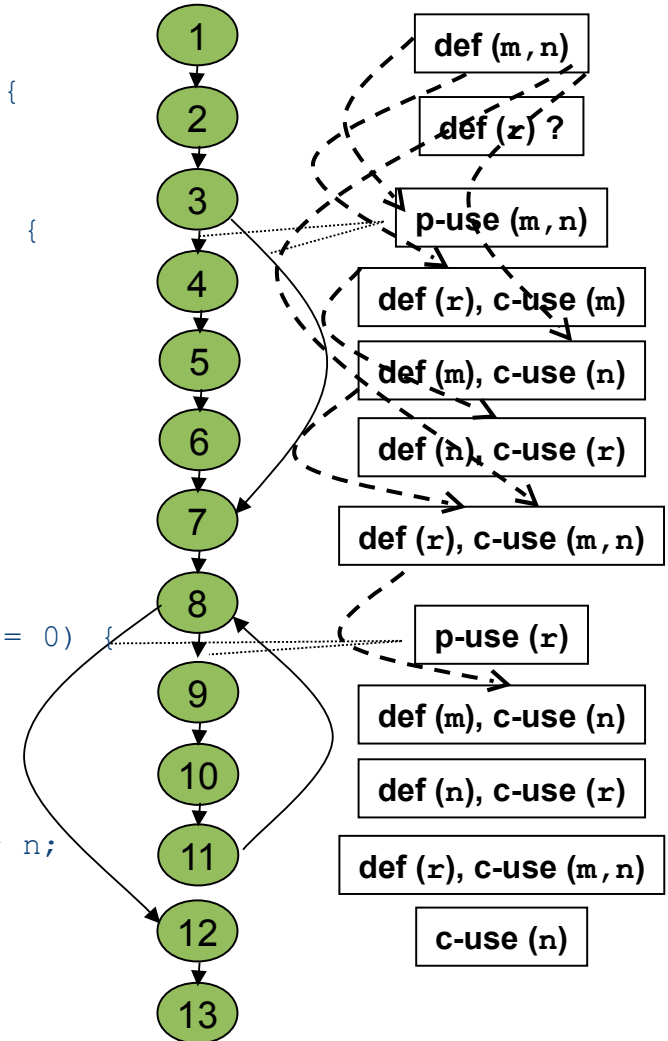 1
def (m,n)
{
2
def (r) ?
3
p-use (m,n)
{
4
def (r), c-use (m)
5
def (m), c-use (n)
6
def (n), c-use (r)
7
def (r), c-use (m,n)
8
= 0) {
p-use (r)
9
def (m), c-use (n)
10
def (n), c-use (r)
n;
11
def (r), c-use (m,n)
12
c-use (n)
13